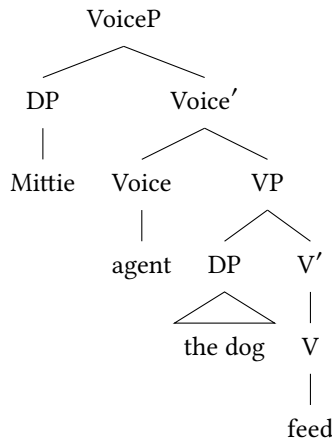 VoiceP
DP Voice′
Mittie Voice VP
agent DP V′
the dog V
feed